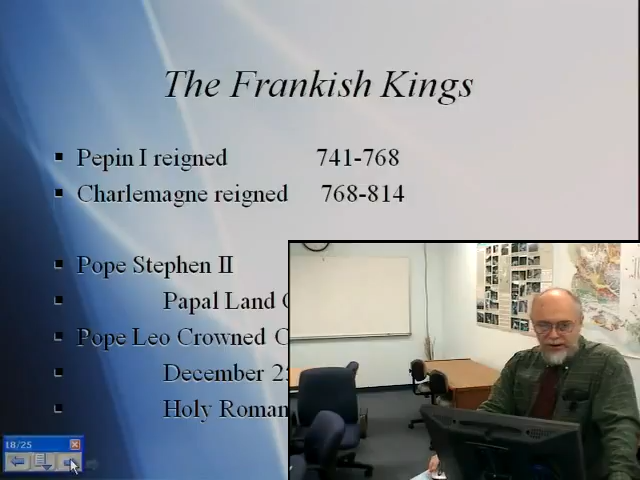 The Frankish Kings
Pepin I reigned 741-768
Charlemagne reigned 768-814
Pope Stephen II
Papal Land
Pope Leo Crowned
December
Holy Roman
18/25